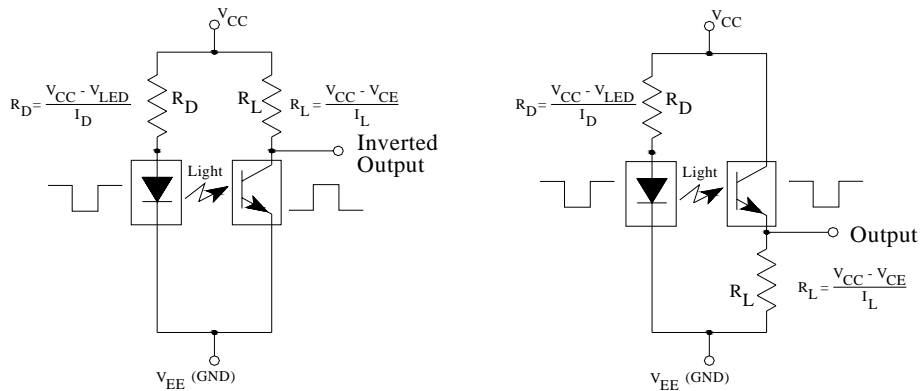 VCC
RD = VCC - VLED / ID
RD
RL
RL = VCC - VCE / IL
Inverted
Output
Light
VEE (GND)
VCC
RD = VCC - VLED / ID
RD
Light
Output
RL
RL = VCC - VCE / IL
VEE (GND)